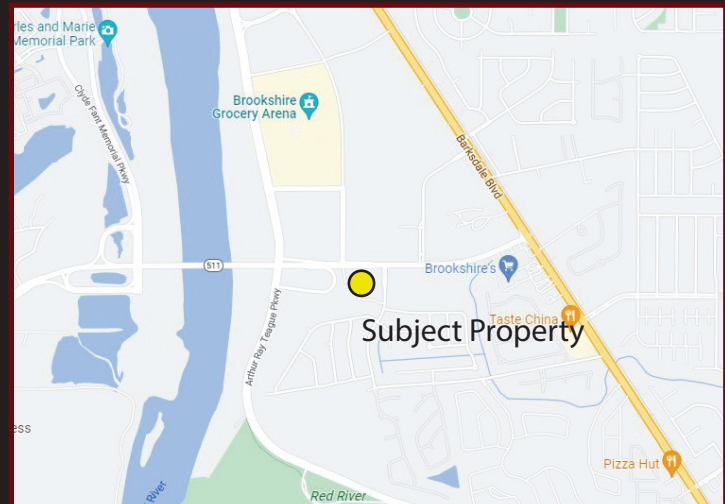 rles and Marie
Memorial Park
Clyde Fant Memorial Pkwy
Brookshire
Grocery Arena
Barksdale Blvd
511
Brookshire's
Taste China
Subject Property
Arthur Ray Teague Pkwy
ess
Pizza Hut
River
Red River